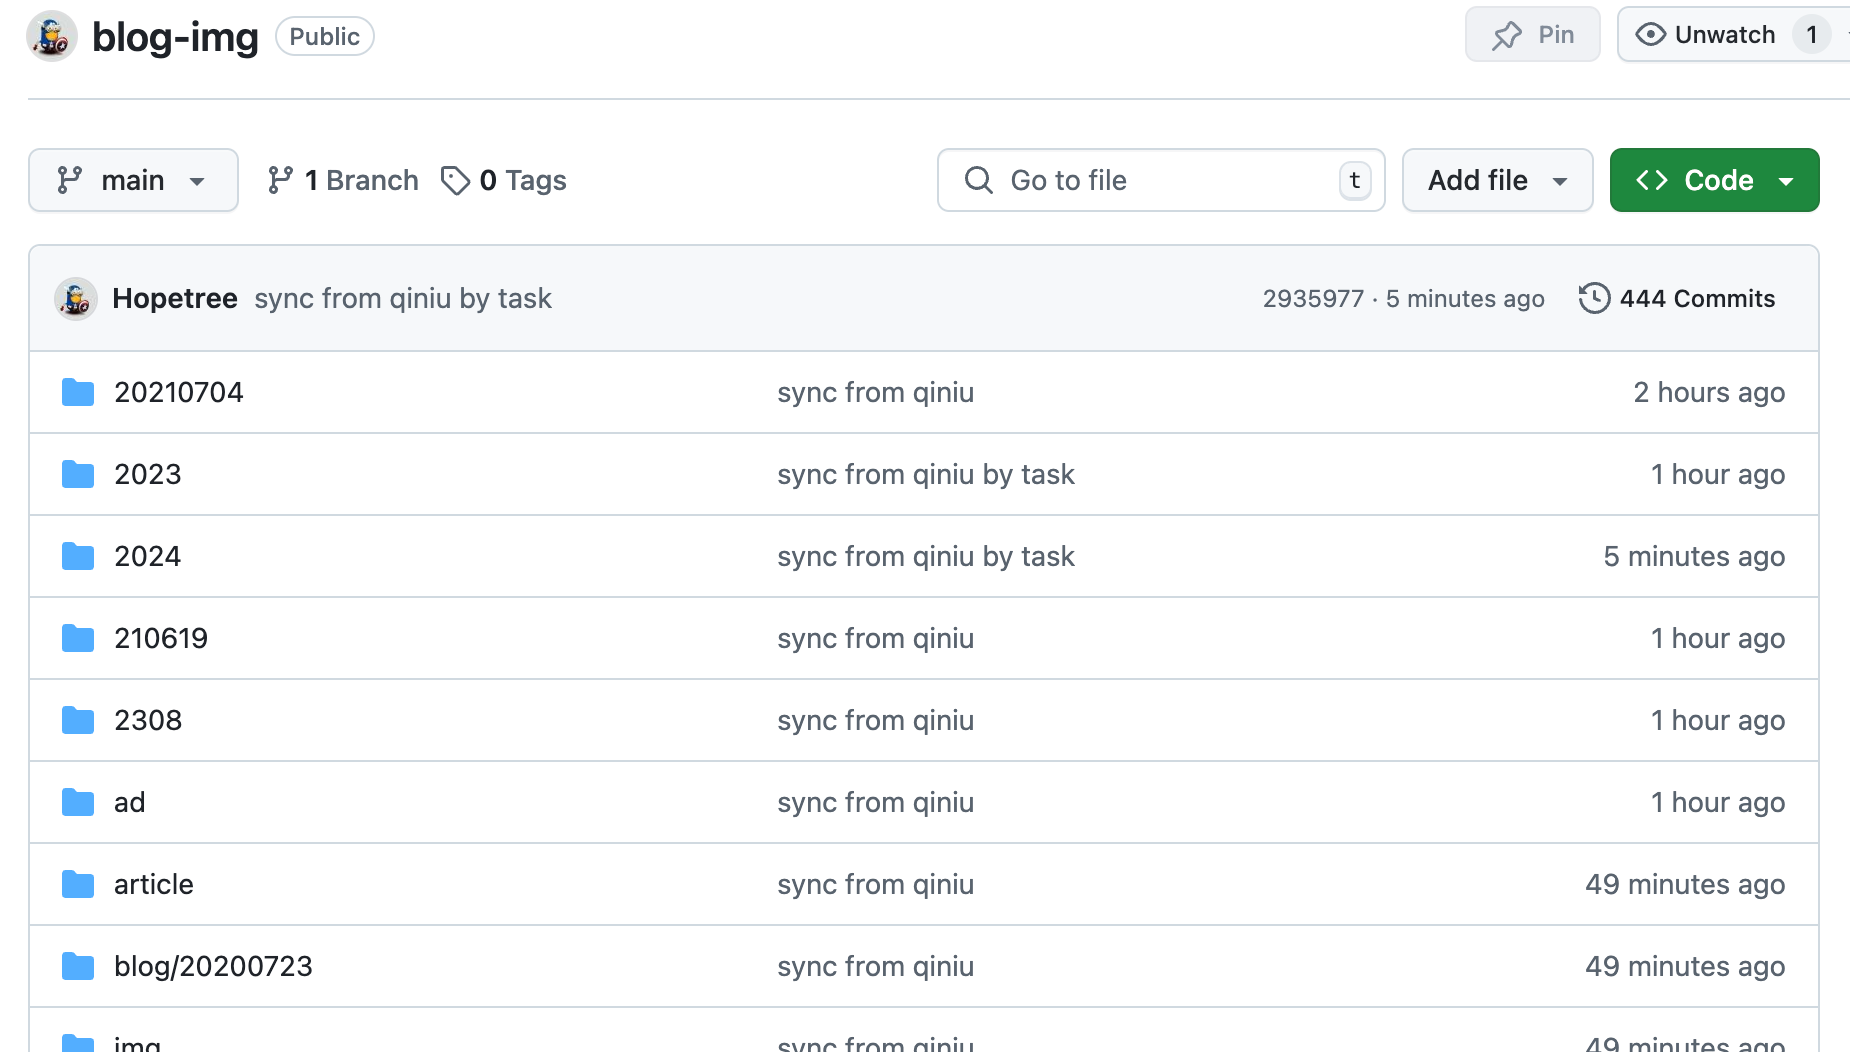 blog-img Public Pin Unwatch 1
main 1 Branch 0 Tags Go to file t Add file Code
Hopetree sync from qiniu by task 2935977 · 5 minutes ago 444 Commits
20210704 sync from qiniu 2 hours ago
2023 sync from qiniu by task 1 hour ago
2024 sync from qiniu by task 5 minutes ago
210619 sync from qiniu 1 hour ago
2308 sync from qiniu 1 hour ago
ad sync from qiniu 1 hour ago
article sync from qiniu 49 minutes ago
blog/20200723 sync from qiniu 49 minutes ago
img sync from qiniu 49 minutes ago